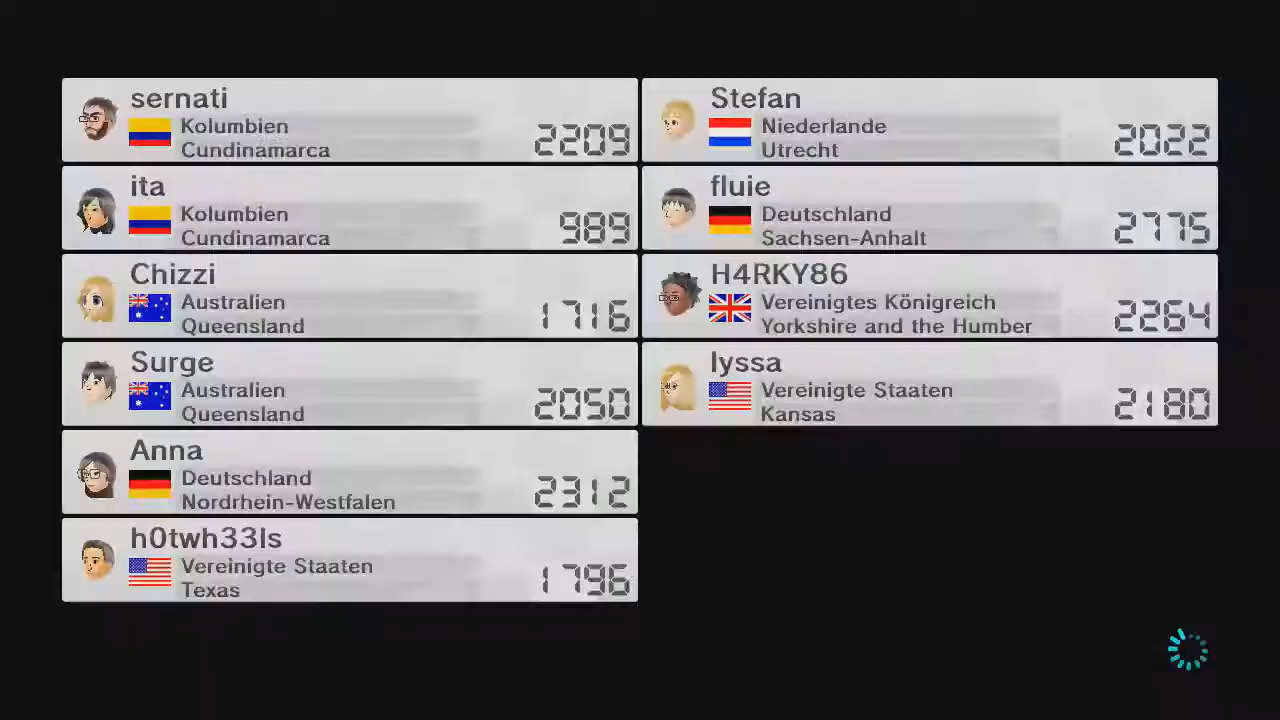 sernati
Kolumbien
Cundinamarca
2209
ita
Kolumbien
Cundinamarca
989
Chizzi
Australien
Queensland
1716
Surge
Australien
Queensland
2050
Anna
Deutschland
Nordrhein-Westfalen
2312
h0twh33ls
Vereinigte Staaten
Texas
1796
Stefan
Niederlande
Utrecht
2022
fluie
Deutschland
Sachsen-Anhalt
2775
H4RKY86
Vereinigtes Königreich
Yorkshire and the Humber
2264
lyssa
Vereinigte Staaten
Kansas
2180